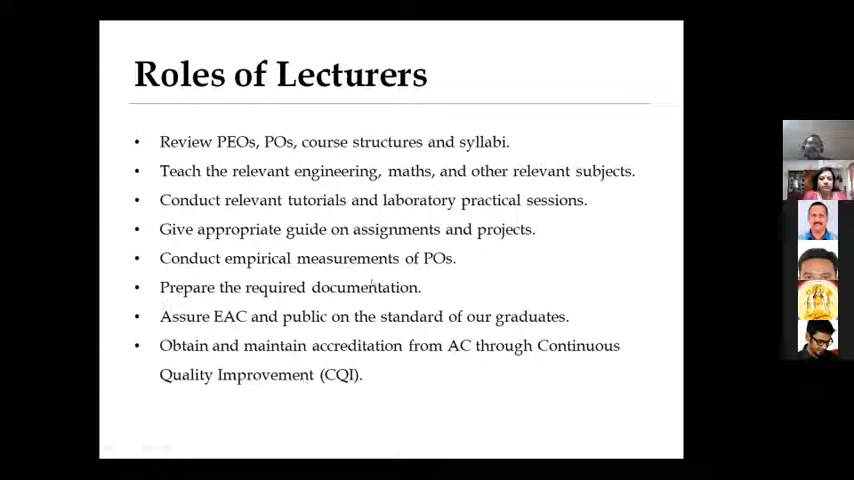 Roles of Lecturers
• Review PEOs, POs, course structures and syllabi.
• Teach the relevant engineering, maths, and other relevant subjects.
• Conduct relevant tutorials and laboratory practical sessions.
• Give appropriate guide on assignments and projects.
• Conduct empirical measurements of POs.
• Prepare the required documentation.
• Assure EAC and public on the standard of our graduates.
• Obtain and maintain accreditation from AC through Continuous
Quality Improvement (CQI).